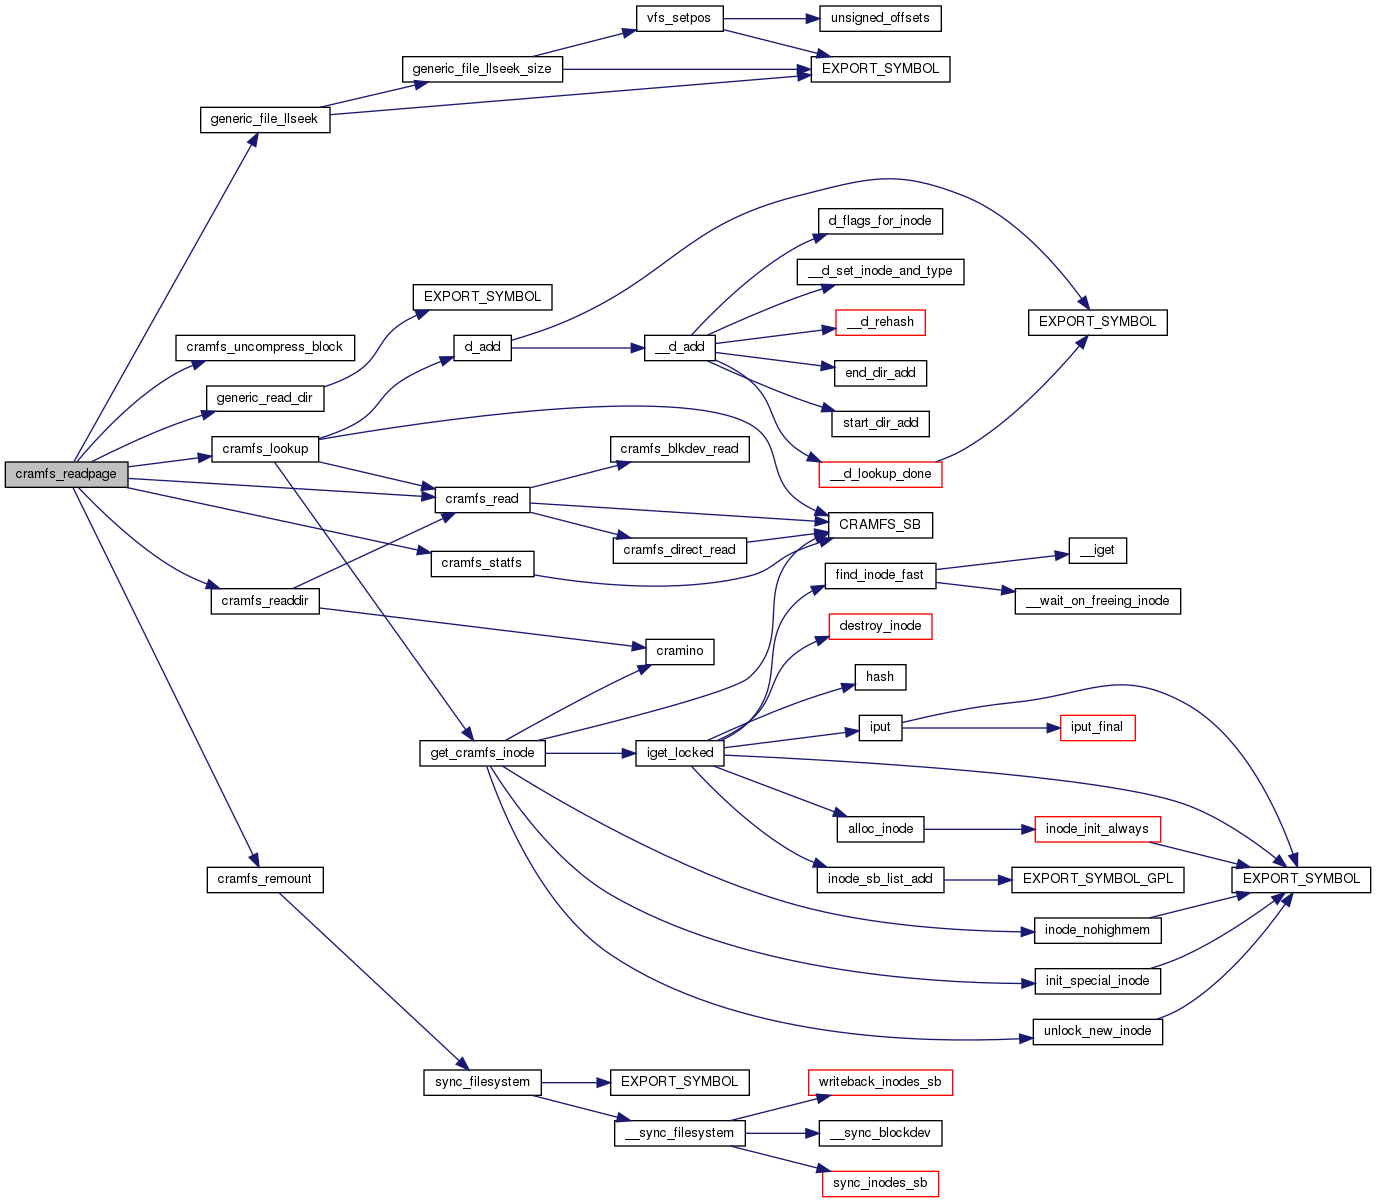 vfs_setpos
unsigned_offsets
generic_file_llseek_size
EXPORT_SYMBOL
generic_file_llseek
d_flags_for_inode
__d_set_inode_and_type
EXPORT_SYMBOL
__d_rehash
EXPORT_SYMBOL
cramfs_uncompress_block
d_add
__d_add
end_dir_add
generic_read_dir
start_dir_add
cramfs_lookup
cramfs_blkdev_read
cramfs_readpage
__d_lookup_done
cramfs_read
CRAMFS_SB
cramfs_direct_read
cramfs_statfs
__iget
find_inode_fast
cramfs_readdir
__wait_on_freeing_inode
destroy_inode
cramino
hash
iput
iput_final
get_cramfs_inode
iget_locked
alloc_inode
inode_init_always
cramfs_remount
inode_sb_list_add
EXPORT_SYMBOL_GPL
EXPORT_SYMBOL
inode_nohighmem
init_special_inode
unlock_new_inode
sync_filesystem
EXPORT_SYMBOL
writeback_inodes_sb
__sync_filesystem
__sync_blockdev
sync_inodes_sb